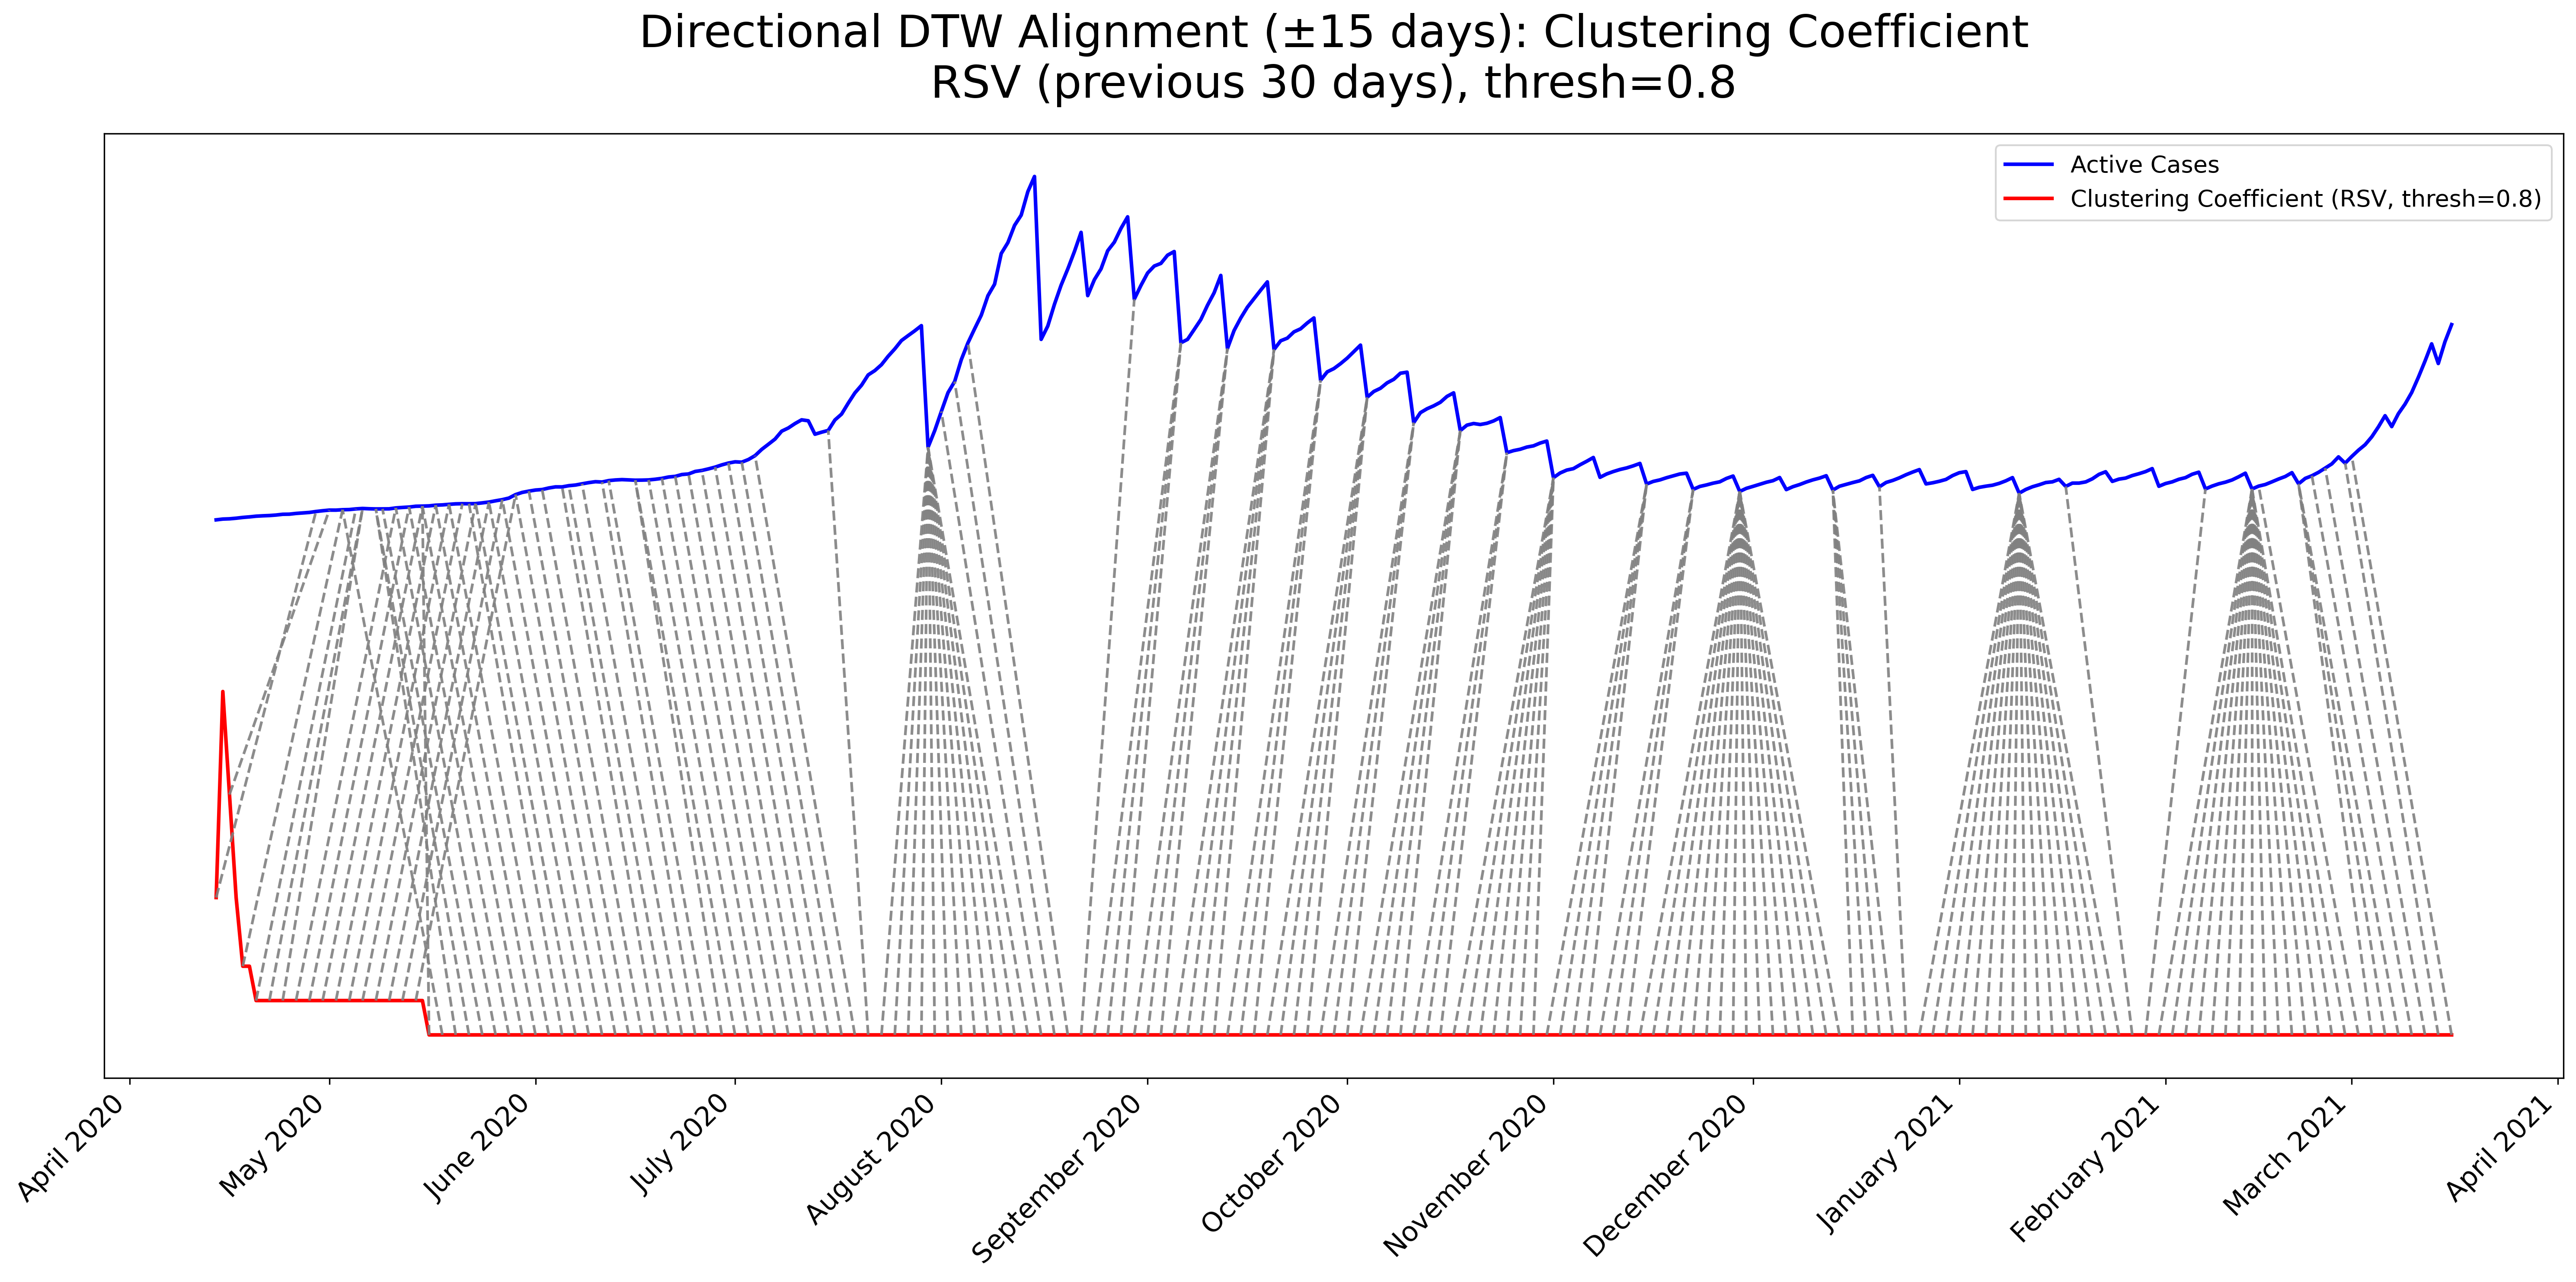 Directional DTW Alignment (±15 days): Clustering Coefficient
RSV (previous 30 days), thresh=0.8
Active Cases
Clustering Coefficient (RSV, thresh=0.8)
April 2020
May 2020
June 2020
July 2020
August 2020
September 2020
October 2020
November 2020
December 2020
January 2021
February 2021
March 2021
April 2021